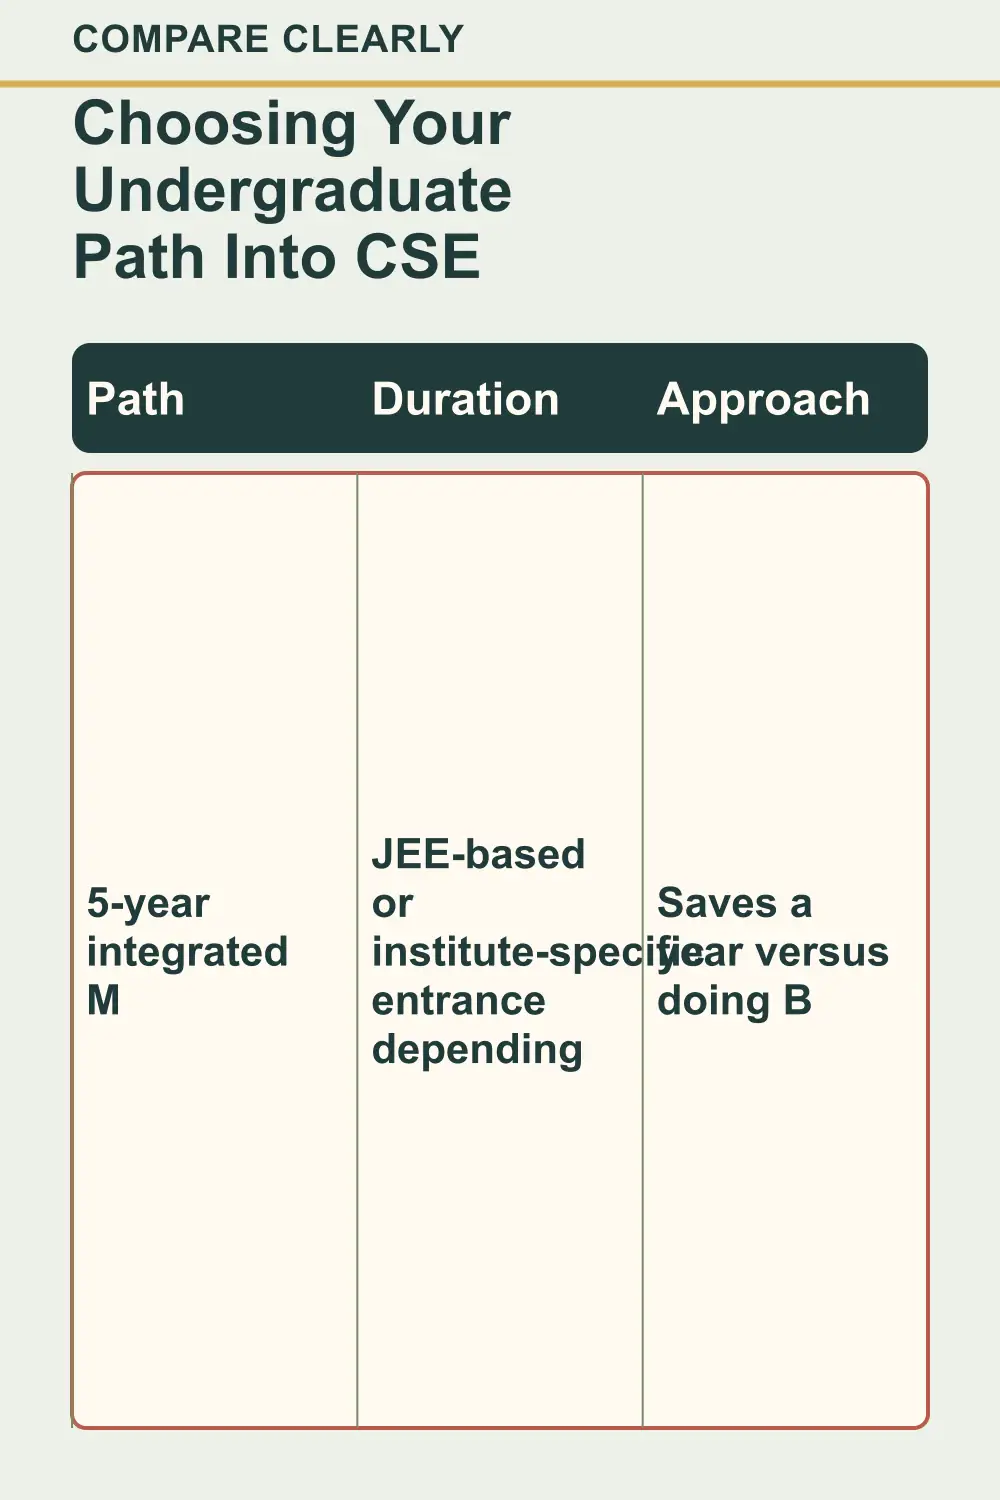 COMPARE CLEARLY
Choosing Your
Undergraduate
Path Into CSE
Path Duration Approach
5-year
integrated
M
JEE-based
or
institute-specific
entrance
depending
Saves a
year versus
doing B